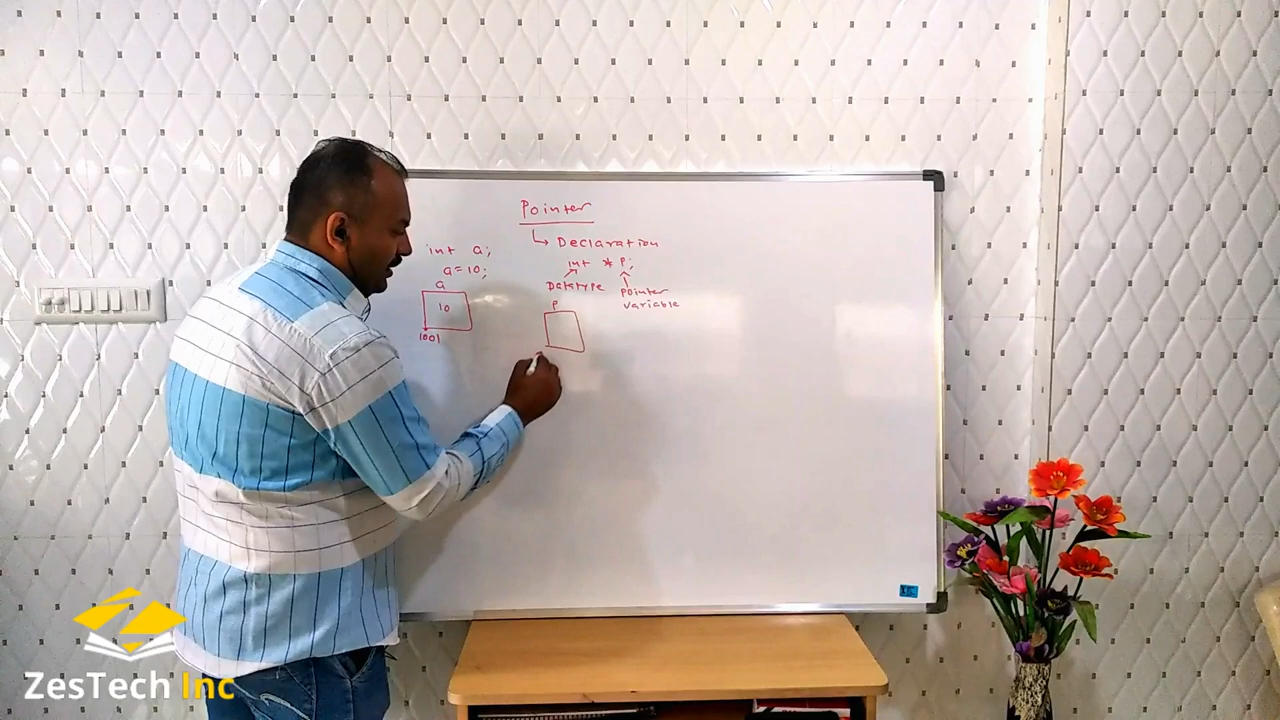 Pointer
Declaration
int a;
a=10;
int * p;
a
10
1001
Datatype
Pointer
variable
P
ZesTech Inc